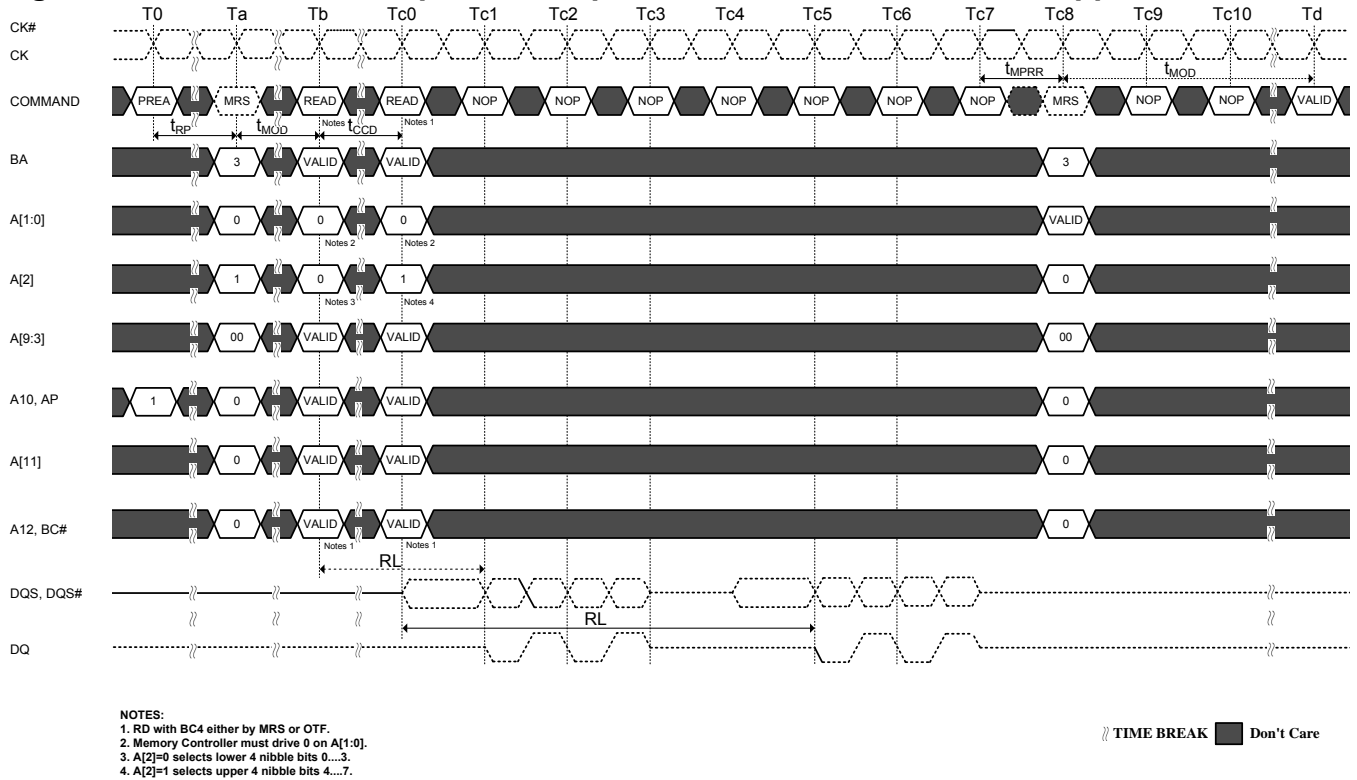 T0 Ta Tb Tc0 Tc1 Tc2 Tc3 Tc4 Tc5 Tc6 Tc7 Tc8 Tc9 Tc10 Td
CK#
CK
tMPRR tMOD
COMMAND PREA MRS READ READ NOP NOP NOP NOP NOP NOP NOP MRS NOP NOP VALID
Notes 1 Notes 1
tRP tMOD tCCD
BA 3 VALID VALID 3
A[1:0] 0 0 0 VALID
Notes 2 Notes 2
A[2] 1 0 1 0
Notes 3 Notes 4
A[9:3] 00 VALID VALID 00
A10, AP 1 0 VALID VALID 0
A[11] 0 VALID VALID 0
A12, BC# 0 VALID VALID 0
Notes 1 Notes 1
RL
DQS, DQS#
RL
DQ
NOTES:
1. RD with BC4 either by MRS or OTF.
2. Memory Controller must drive 0 on A[1:0].
3. A[2]=0 selects lower 4 nibble bits 0....3.
4. A[2]=1 selects upper 4 nibble bits 4....7.
TIME BREAK Don't Care